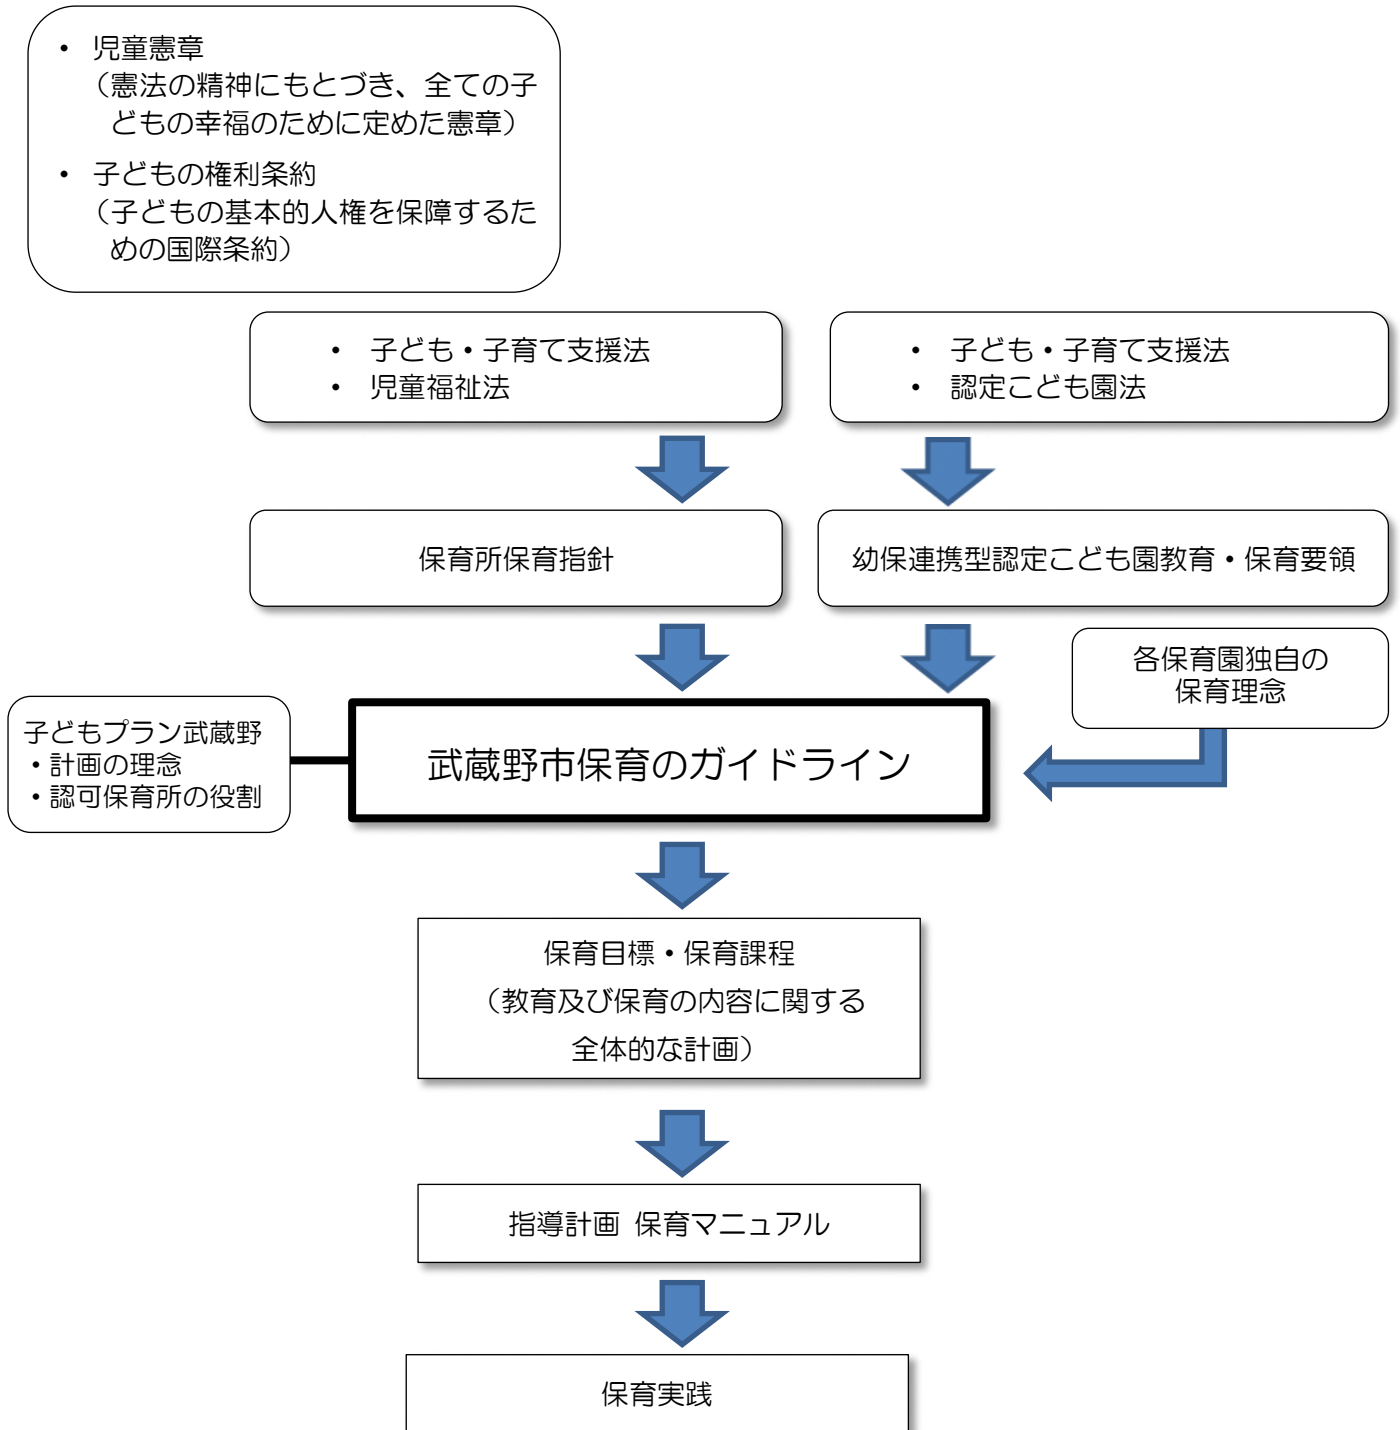 ・ 児童憲章
（憲法の精神にもとづき、全ての子
どもの幸福のために定めた憲章）
・ 子どもの権利条約
（子どもの基本的人権を保障するた
めの国際条約）
・ 子ども・子育て支援法
・ 児童福祉法
・ 子ども・子育て支援法
・ 認定こども園法
保育所保育指針
幼保連携型認定こども園教育・保育要領
各保育園独自の
保育理念
子どもプラン武蔵野
・計画の理念
・認可保育所の役割
武蔵野市保育のガイドライン
保育目標・保育課程
（教育及び保育の内容に関する
全体的な計画）
指導計画 保育マニュアル
保育実践